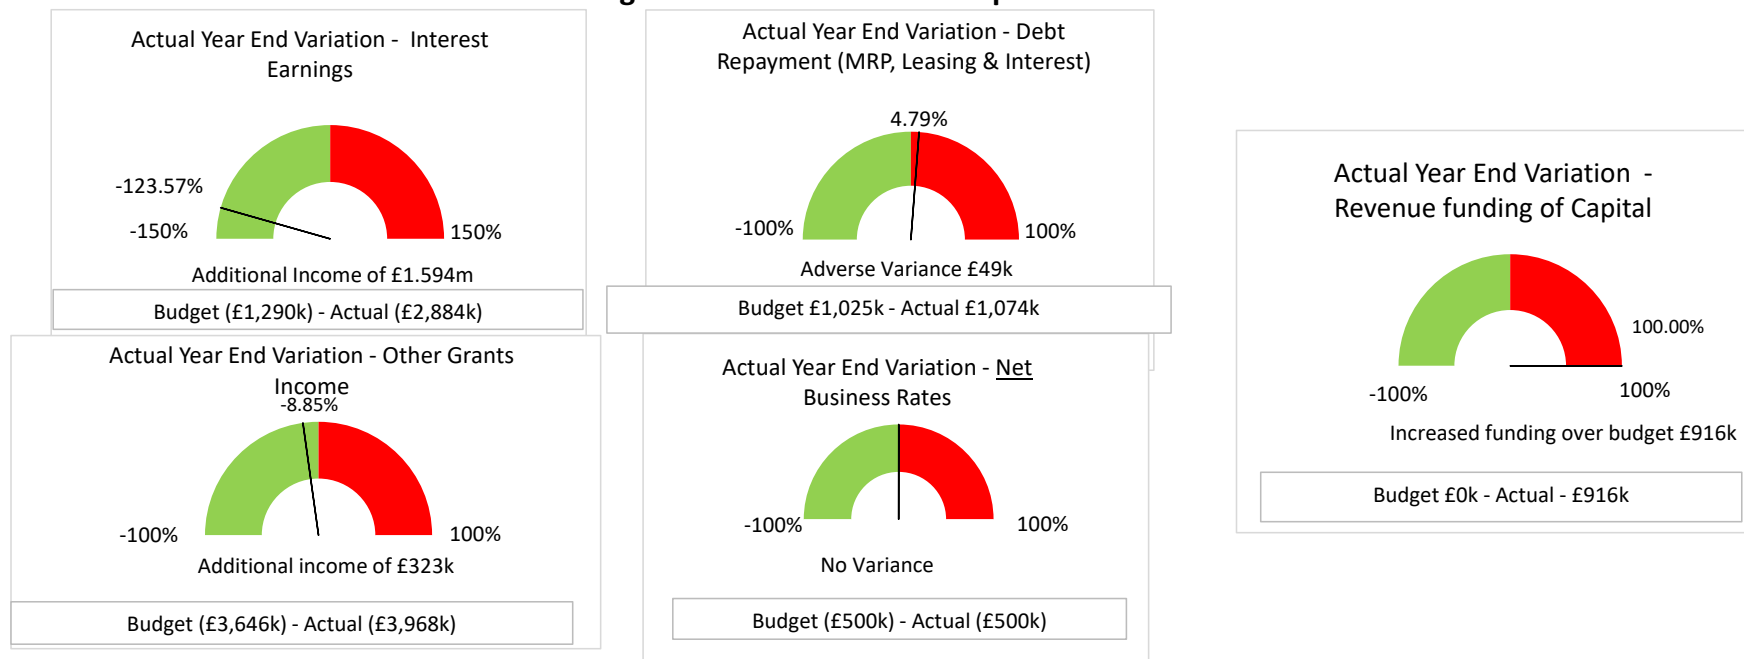 Actual Year End Variation -  Interest
Earnings
-123.57%
-150%
150%
Additional Income of £1.594m
Budget (£1,290k) - Actual (£2,884k)
Actual Year End Variation - Debt
Repayment (MRP, Leasing & Interest)
4.79%
-100%
100%
Adverse Variance £49k
Budget £1,025k - Actual £1,074k
Actual Year End Variation  -
Revenue funding of Capital
100.00%
-100%
100%
Increased funding over budget £916k
Budget £0k - Actual - £916k
Actual Year End Variation - Other Grants
Income
-8.85%
-100%
100%
Additional income of £323k
Budget (£3,646k) - Actual (£3,968k)
Actual Year End Variation - Net
Business Rates
-100%
100%
No Variance
Budget (£500k) - Actual (£500k)